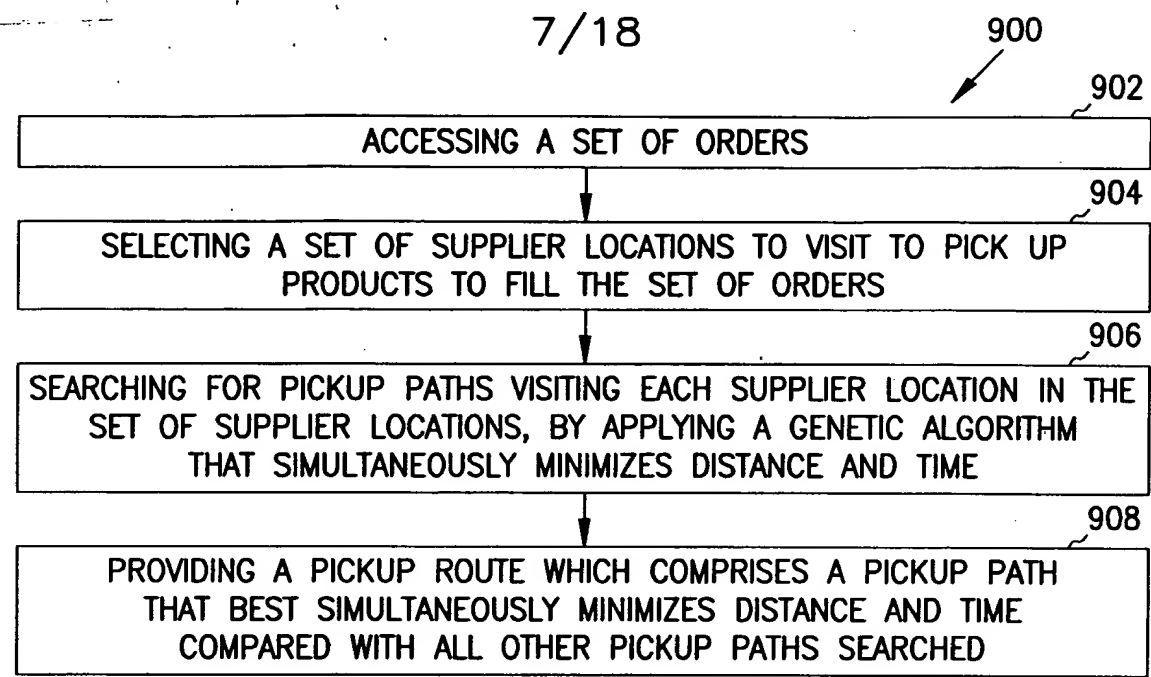 7/18
900
902
ACCESSING A SET OF ORDERS
904
SELECTING A SET OF SUPPLIER LOCATIONS TO VISIT TO PICK UP
PRODUCTS TO FILL THE SET OF ORDERS
906
SEARCHING FOR PICKUP PATHS VISITING EACH SUPPLIER LOCATION IN THE
SET OF SUPPLIER LOCATIONS, BY APPLYING A GENETIC ALGORITHM
THAT SIMULTANEOUSLY MINIMIZES DISTANCE AND TIME
908
PROVIDING A PICKUP ROUTE WHICH COMPRISES A PICKUP PATH
THAT BEST SIMULTANEOUSLY MINIMIZES DISTANCE AND TIME
COMPARED WITH ALL OTHER PICKUP PATHS SEARCHED